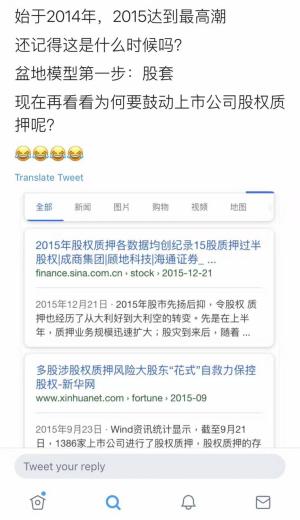 始于2014年，2015达到最高潮
还记得这是什么时候吗?
盆地模型第一步：股套
现在再看看为何要鼓动上市公司股权质
押呢?
😂😂😂😂
Translate Tweet
全部 新闻 图片 购物 视频 地图
2015年股权质押各数据均创纪录15股质押过半
股权|成商集团|顾地科技|海通证券_ ...
finance.sina.com.cn › stock › 2015-12-21
2015年12月21日 · 2015年股市先扬后抑，令股权 质
押也经历了从大利好到大利空的转变。先是在上半
年，质押业务规模迅速扩大；股灾到来后，随着 ...
多股涉股权质押风险大股东“花式”自救力保控
股权-新华网
www.xinhuanet.com › fortune › 2015-09
2015年9月23日 · Wind资讯统计显示，截至9月21
日，1386家上市公司进行了股权质押，股权质押的存
Tweet your reply